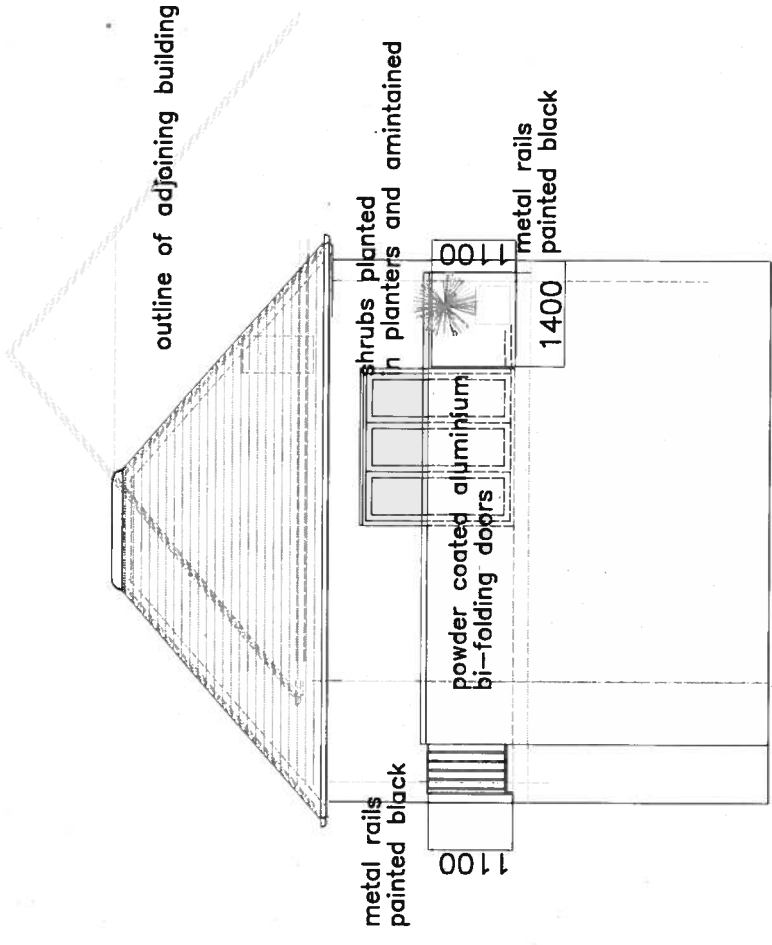 outline of adjoining building
shrubs planted
in planters and amintained
metal rails
painted black
1100
1400
powder coated aluminium
bi-folding doors
metal rails
painted black
1100